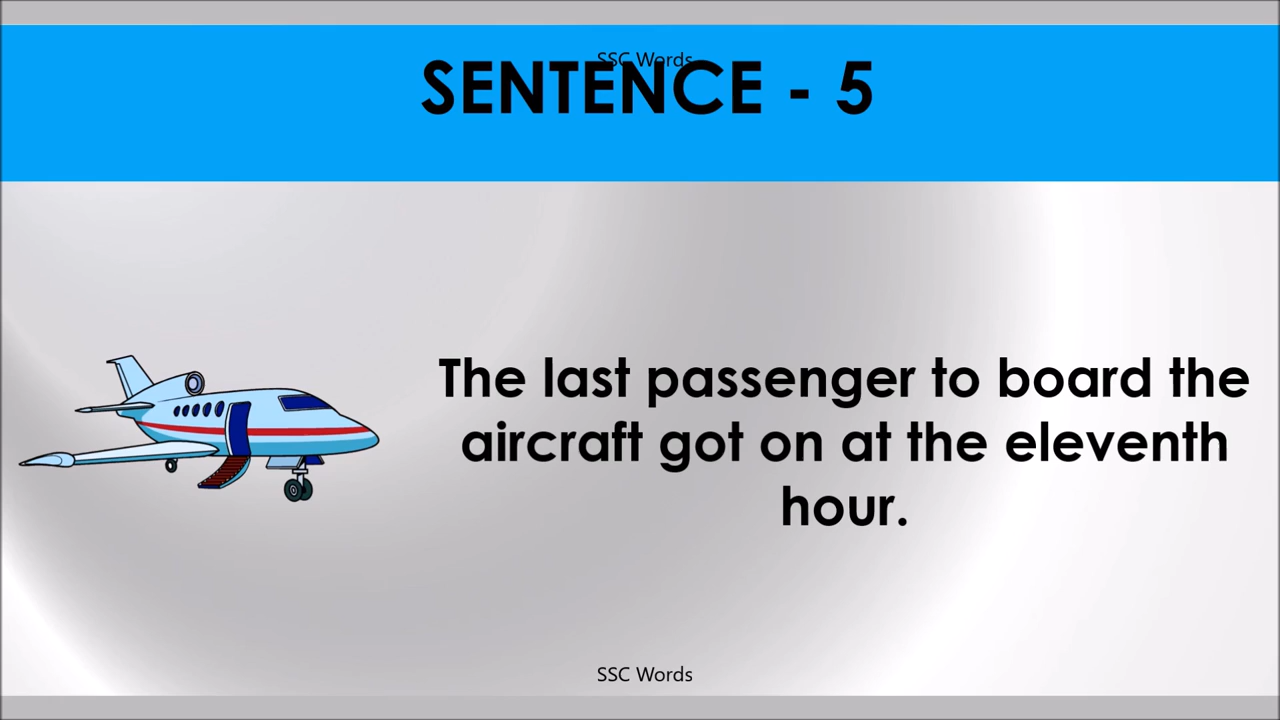 SSC Words
SENTENCE - 5
The last passenger to board the
aircraft got on at the eleventh
hour.
SSC Words